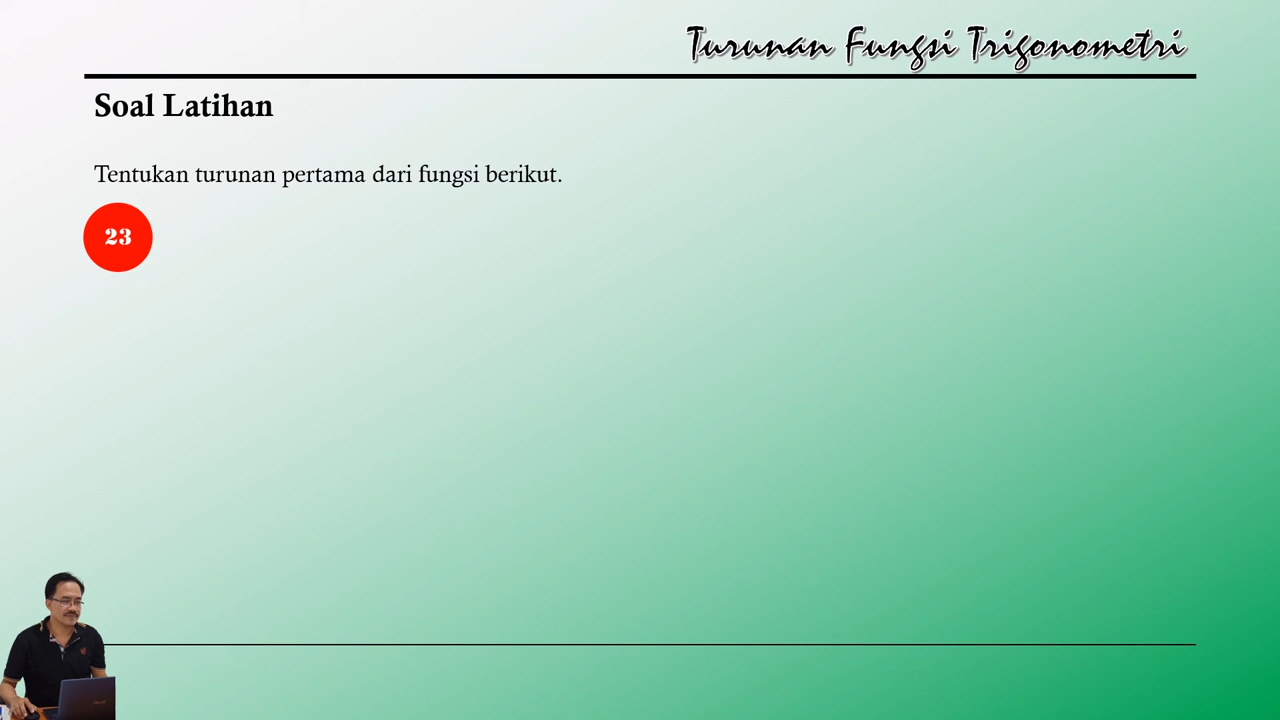 Turunan Fungsi Trigonometri
Soal Latihan
Tentukan turunan pertama dari fungsi berikut.
23